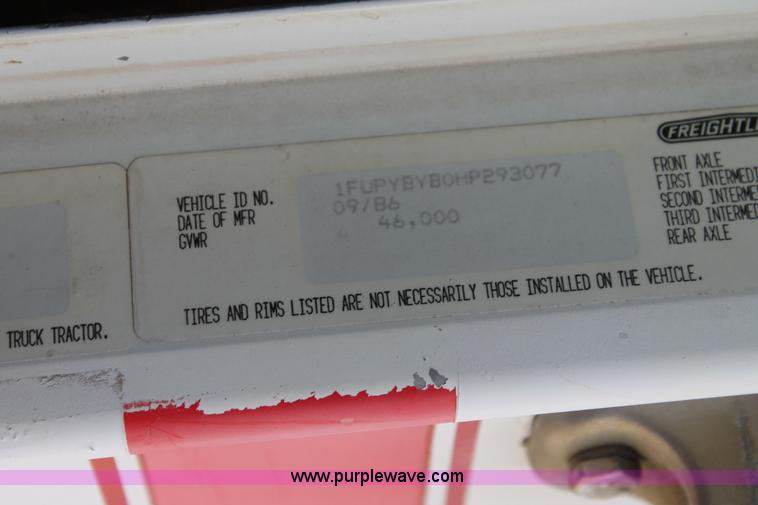 FREIGHTL
VEHICLE ID NO. 1FUPYBYB0HP293077
DATE OF MFR 09/86
GVWR 46,000
FRONT AXLE
FIRST INTERMEDI
SECOND INTERME
THIRD INTERMED
REAR AXLE
TIRES AND RIMS LISTED ARE NOT NECESSARILY THOSE INSTALLED ON THE VEHICLE.
TRUCK TRACTOR.
www.purplewave.com